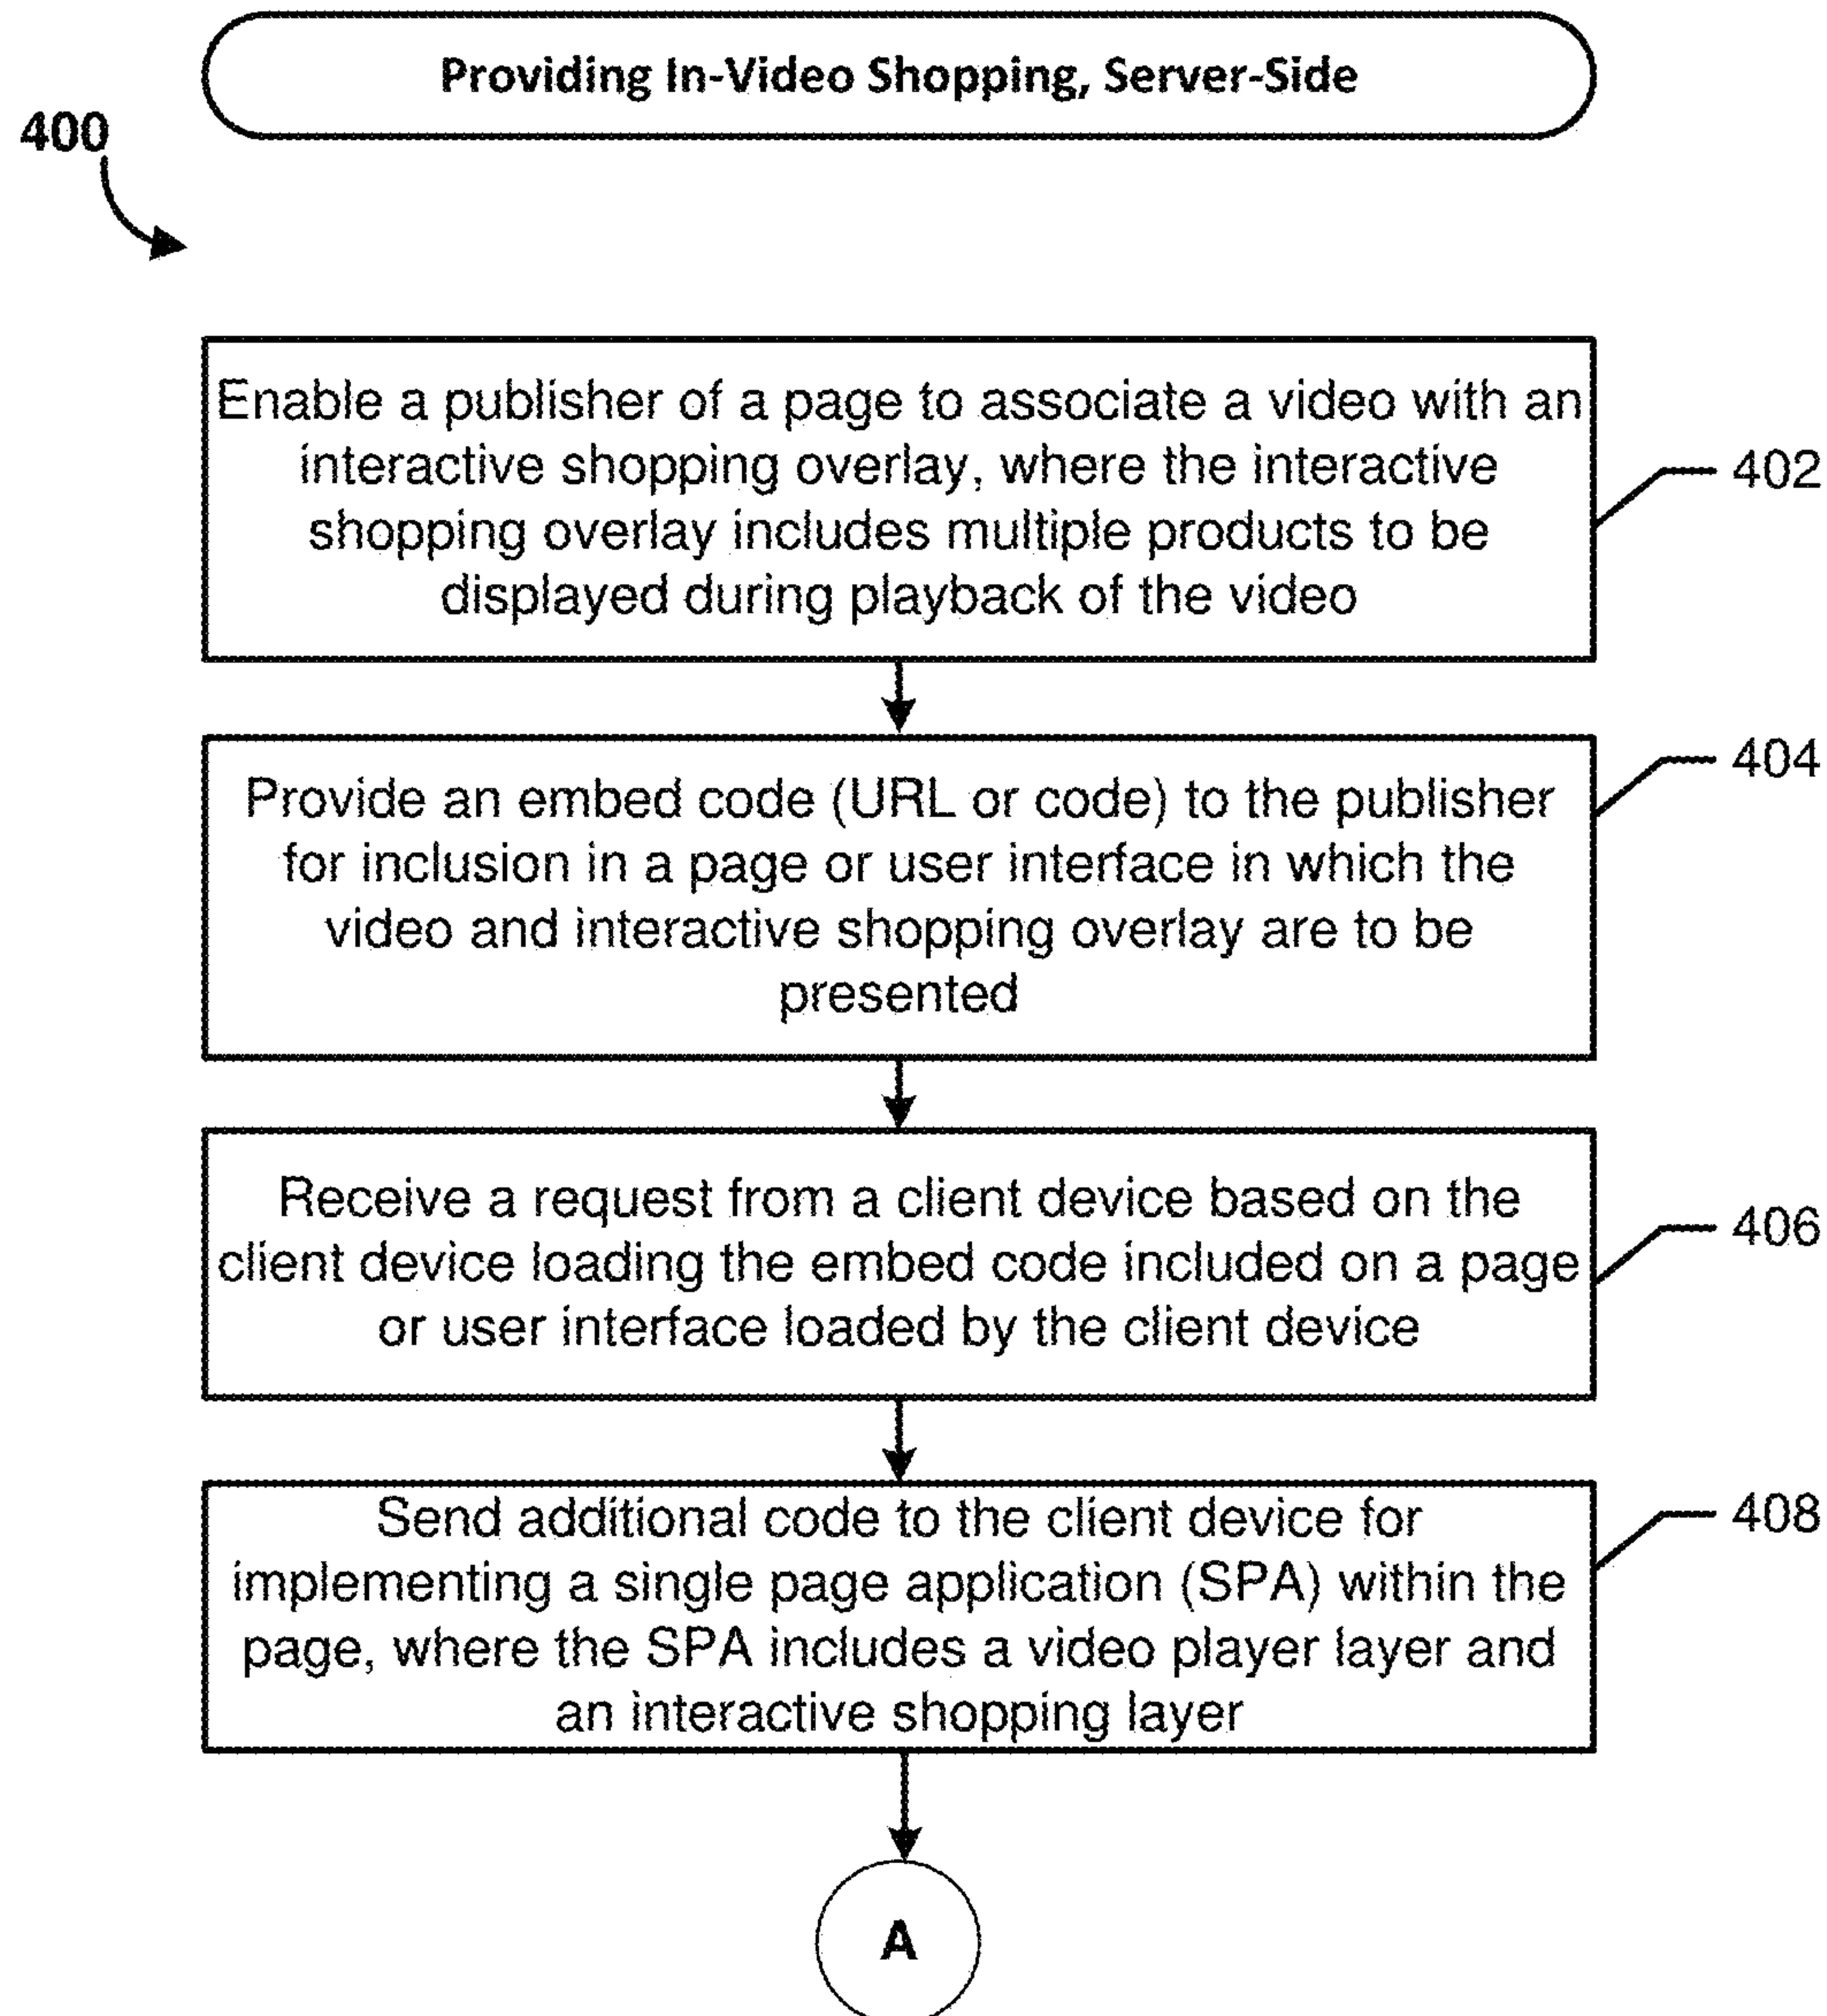 Providing In-Video Shopping, Server-Side
400
Enable a publisher of a page to associate a video with an
interactive shopping overlay, where the interactive
shopping overlay includes multiple products to be
displayed during playback of the video
402
Provide an embed code (URL or code) to the publisher
for inclusion in a page or user interface in which the
video and interactive shopping overlay are to be
presented
404
Receive a request from a client device based on the
client device loading the embed code included on a page
or user interface loaded by the client device
406
Send additional code to the client device for
implementing a single page application (SPA) within the
page, where the SPA includes a video player layer and
an interactive shopping layer
408
A